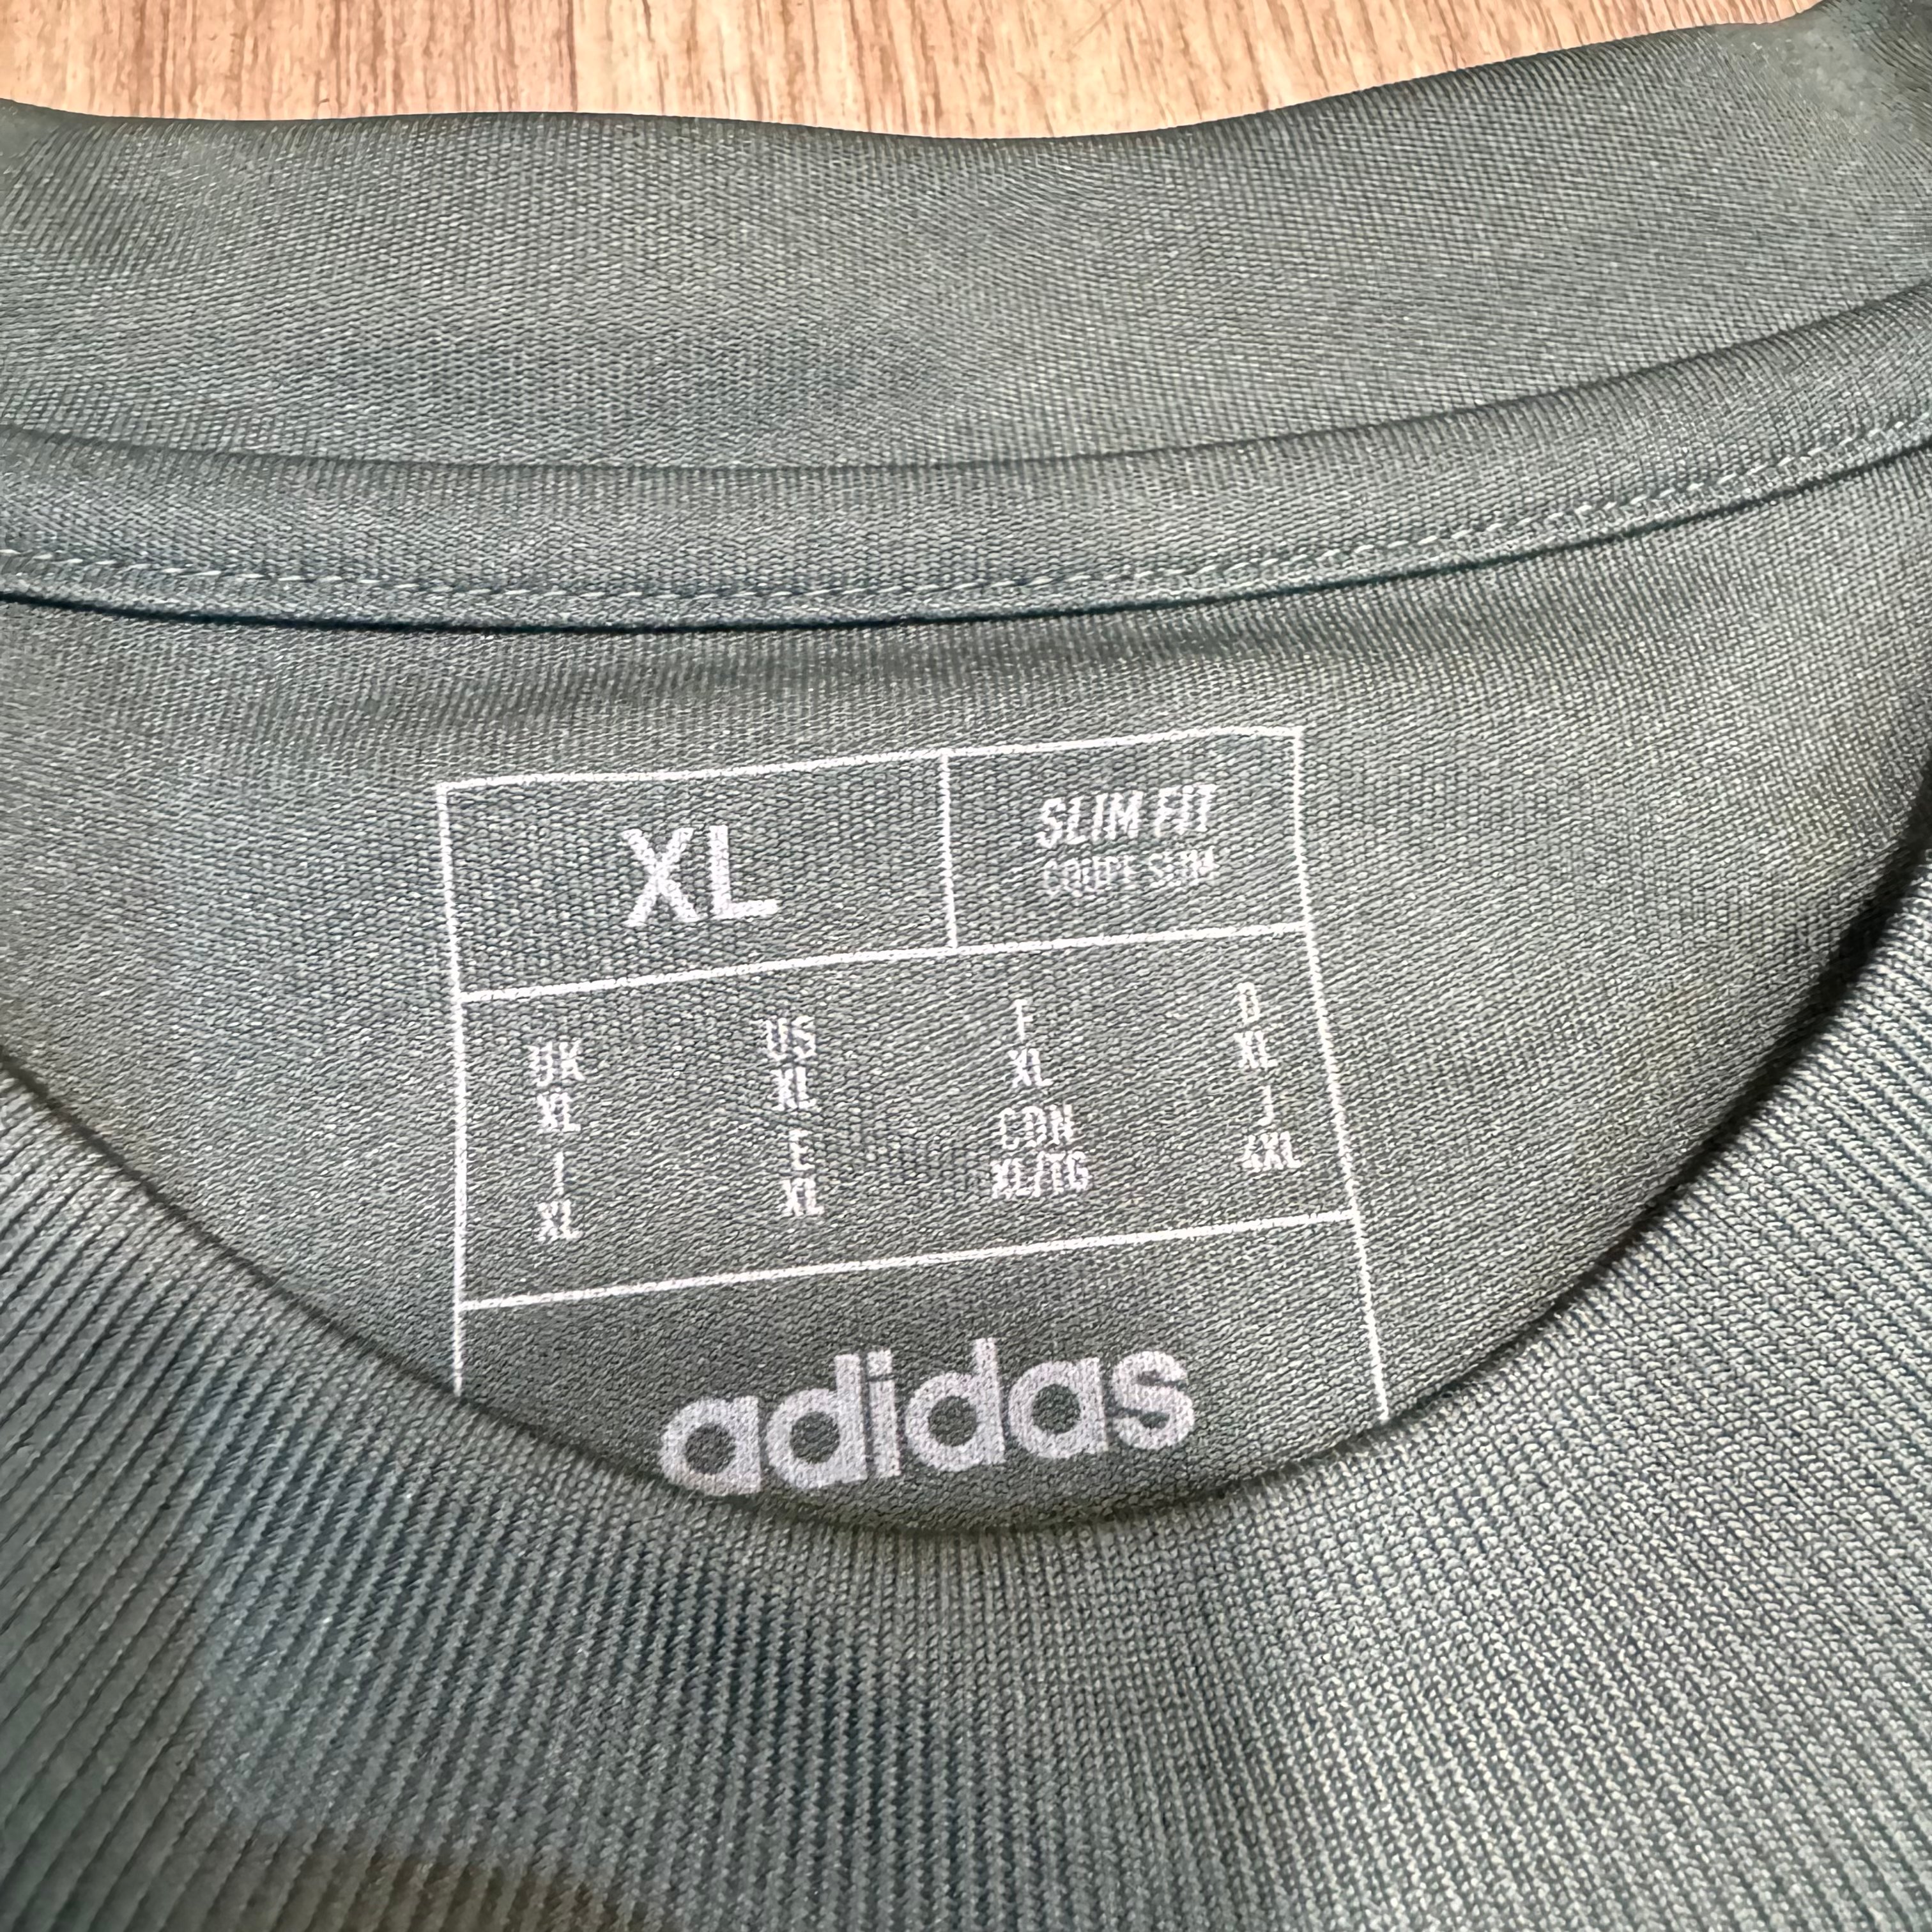 XL
SLIM FIT
COUPE SLIM
UK US F D
XL XL XL XL
I E CDN J
XL XL XL/TG 4XL
adidas